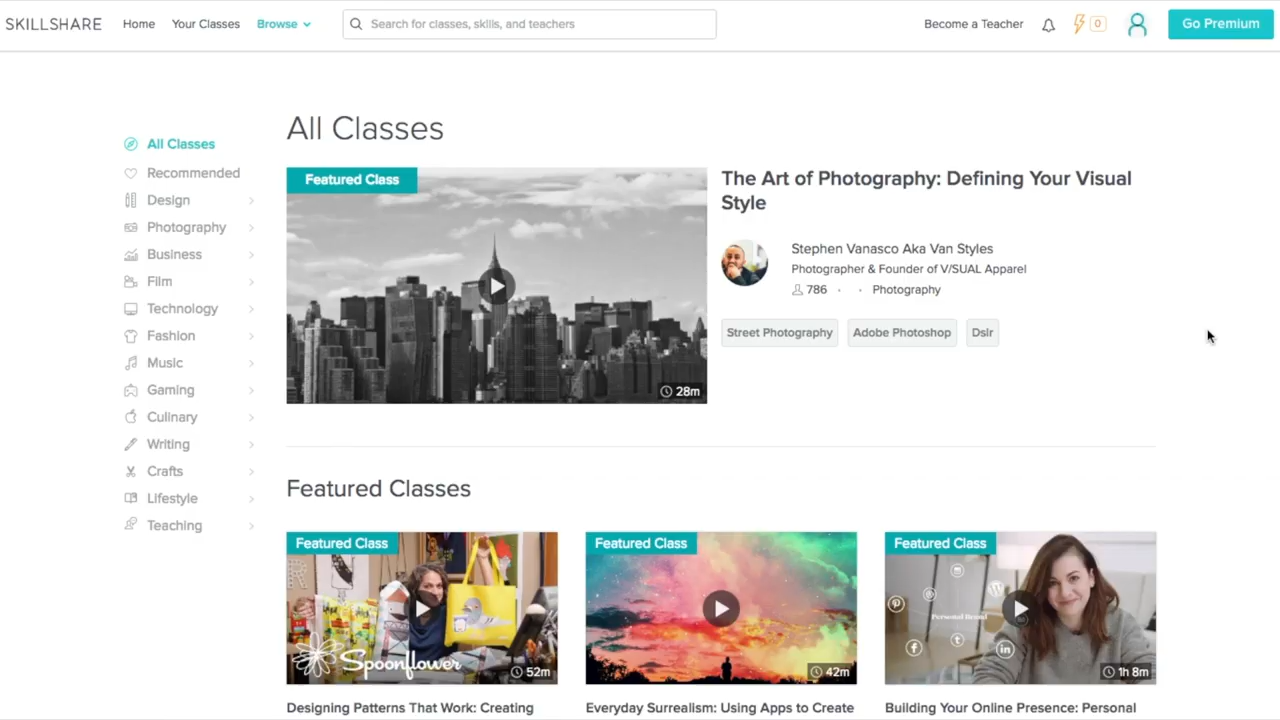 SKILLSHARE
Home
Your Classes
Browse
Search for classes, skills, and teachers
Become a Teacher
0
Go Premium
All Classes
Recommended
Design
Photography
Business
Film
Technology
Fashion
Music
Gaming
Culinary
Writing
Crafts
Lifestyle
Teaching
All Classes
Featured Class
28m
The Art of Photography: Defining Your Visual
Style
Stephen Vanasco Aka Van Styles
Photographer & Founder of V/SUAL Apparel
786 · · Photography
Street Photography
Adobe Photoshop
Dslr
Featured Classes
Featured Class
Spoonflower
52m
Designing Patterns That Work: Creating
Featured Class
42m
Everyday Surrealism: Using Apps to Create
Featured Class
Personal Brand
1h 8m
Building Your Online Presence: Personal